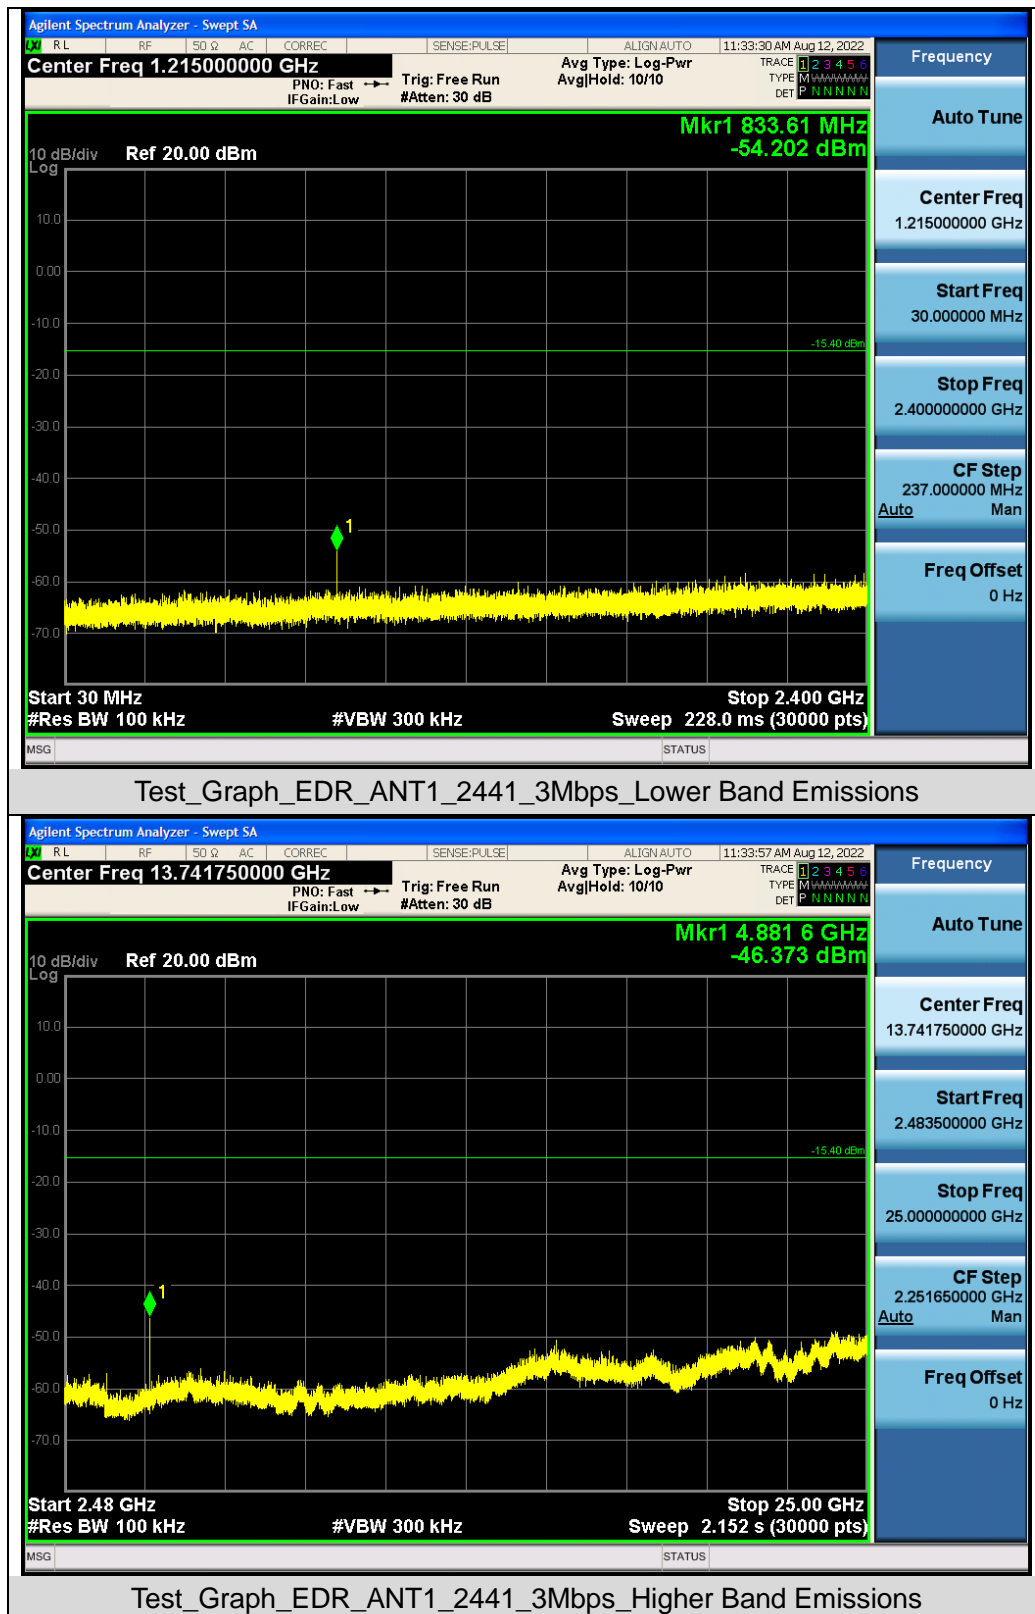 Agilent Spectrum Analyzer - Swept SA
LXI RL RF 50 Ω AC CORREC SENSE:PULSE ALIGN AUTO 11:33:30 AM Aug 12, 2022
Center Freq 1.215000000 GHz
PNO: Fast
IFGain:Low
Trig: Free Run
#Atten: 30 dB
Avg Type: Log-Pwr
Avg|Hold: 10/10
TRACE 1 2 3 4 5 6
TYPE M
DET P N N N N N
Mkr1 833.61 MHz
-54.202 dBm
10 dB/div Ref 20.00 dBm
Log
10.0
0.00
-10.0
-15.40 dBm
-20.0
-30.0
-40.0
-50.0
1
-60.0
-70.0
Start 30 MHz Stop 2.400 GHz
#Res BW 100 kHz #VBW 300 kHz Sweep 228.0 ms (30000 pts)
MSG STATUS
Frequency
Auto Tune
Center Freq
1.215000000 GHz
Start Freq
30.000000 MHz
Stop Freq
2.400000000 GHz
CF Step
237.000000 MHz
Auto Man
Freq Offset
0 Hz
Test_Graph_EDR_ANT1_2441_3Mbps_Lower Band Emissions
Agilent Spectrum Analyzer - Swept SA
LXI RL RF 50 Ω AC CORREC SENSE:PULSE ALIGN AUTO 11:33:57 AM Aug 12, 2022
Center Freq 13.741750000 GHz
PNO: Fast
IFGain:Low
Trig: Free Run
#Atten: 30 dB
Avg Type: Log-Pwr
Avg|Hold: 10/10
TRACE 1 2 3 4 5 6
TYPE M
DET P N N N N N
Mkr1 4.881 6 GHz
-46.373 dBm
10 dB/div Ref 20.00 dBm
Log
10.0
0.00
-10.0
-15.40 dBm
-20.0
-30.0
-40.0
1
-50.0
-60.0
-70.0
Start 2.48 GHz Stop 25.00 GHz
#Res BW 100 kHz #VBW 300 kHz Sweep 2.152 s (30000 pts)
MSG STATUS
Frequency
Auto Tune
Center Freq
13.741750000 GHz
Start Freq
2.483500000 GHz
Stop Freq
25.000000000 GHz
CF Step
2.251650000 GHz
Auto Man
Freq Offset
0 Hz
Test_Graph_EDR_ANT1_2441_3Mbps_Higher Band Emissions